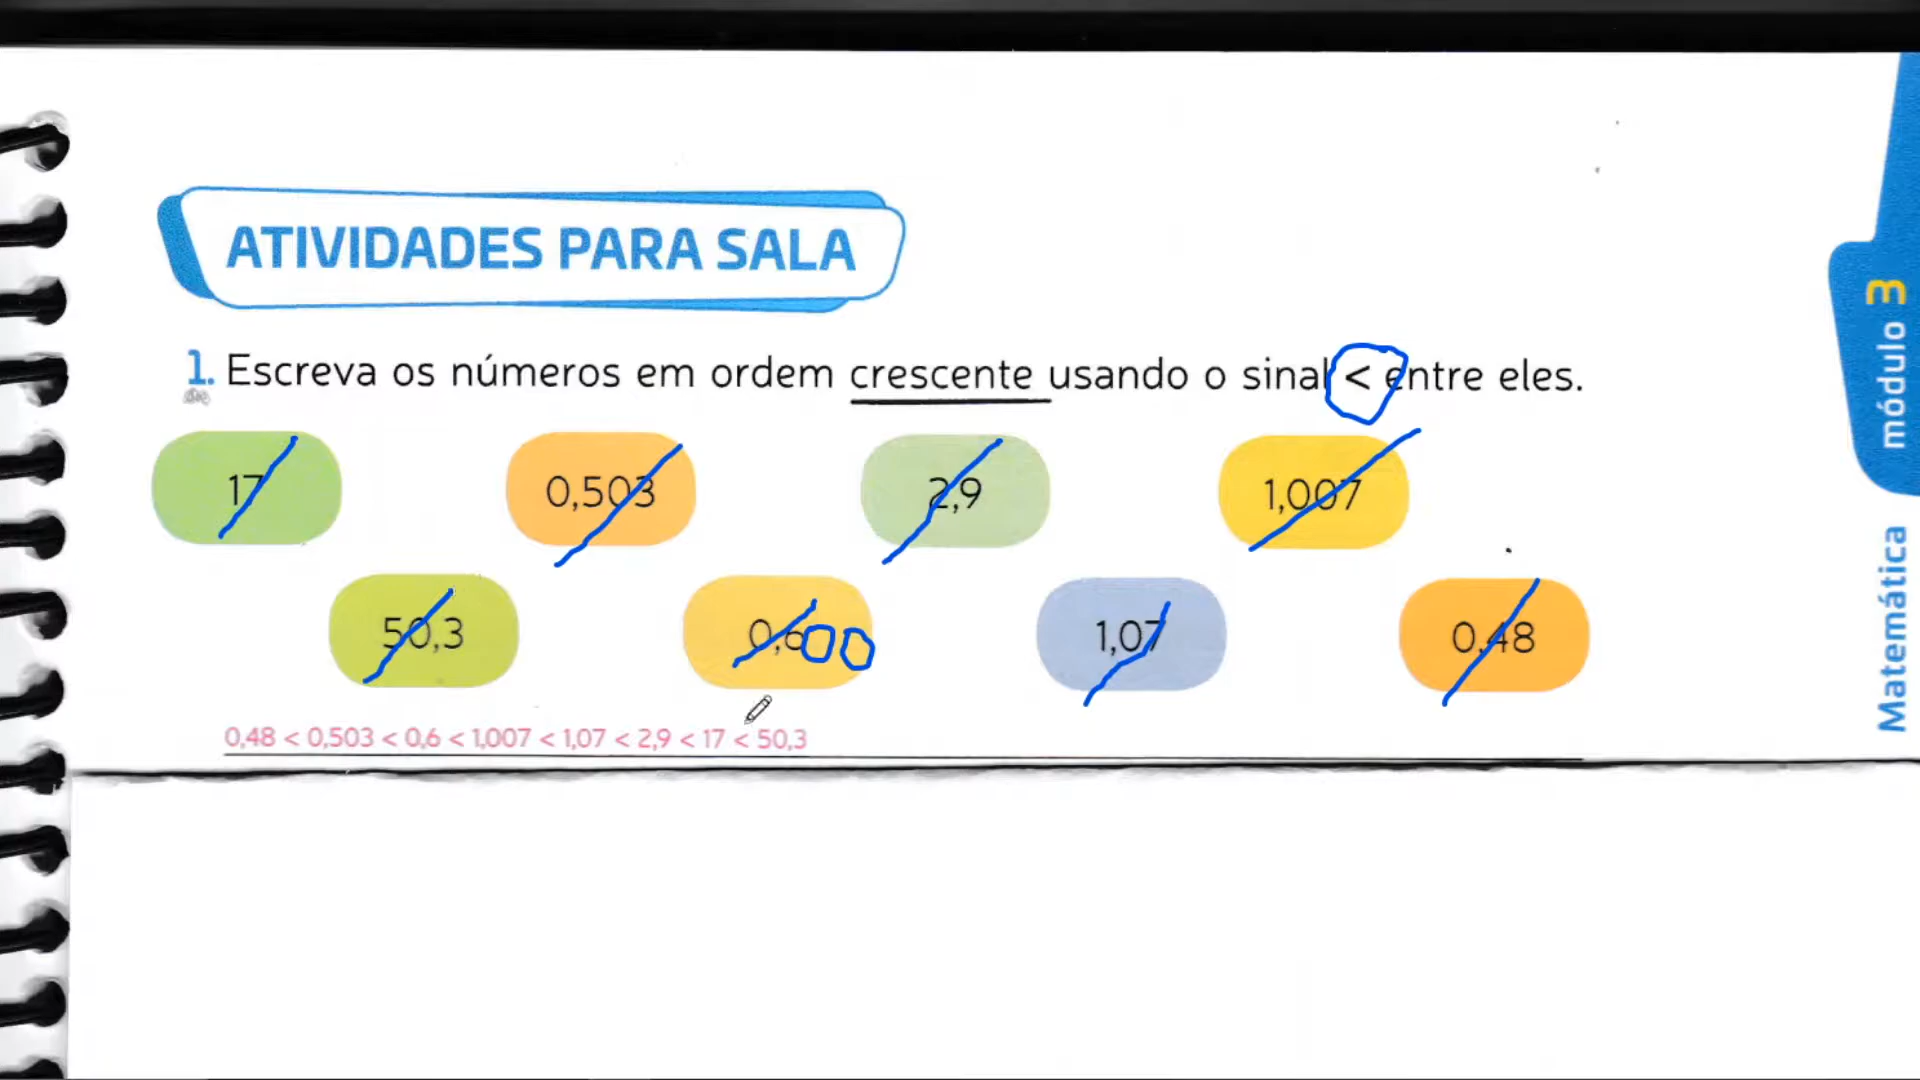 ATIVIDADES PARA SALA
1. Escreva os números em ordem crescente usando o sinal < entre eles.
17 0,503 2,9 1,007
50,3 0,600 1,07 0,48
0,48 < 0,503 < 0,6 < 1,007 < 1,07 < 2,9 < 17 < 50,3
Matemática módulo 3